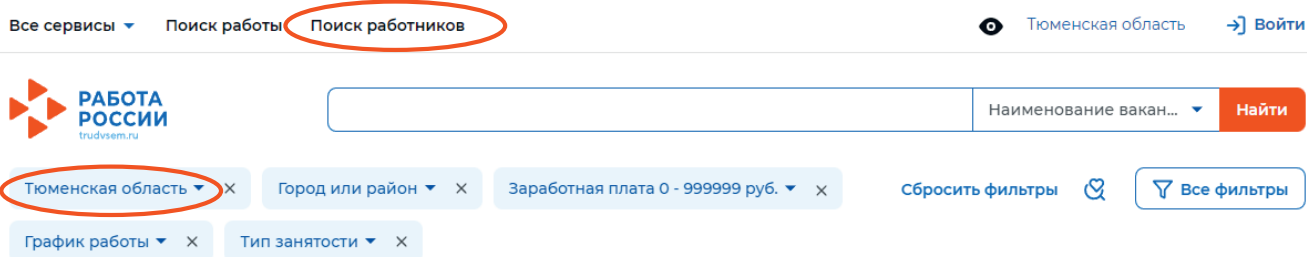 Все сервисы Поиск работы Поиск работников Тюменская область Войти
РАБОТА
РОССИИ
trudvsem.ru
Наименование вакан... Найти
Тюменская область Город или район Заработная плата 0 - 999999 руб. Сбросить фильтры Все фильтры
График работы Тип занятости